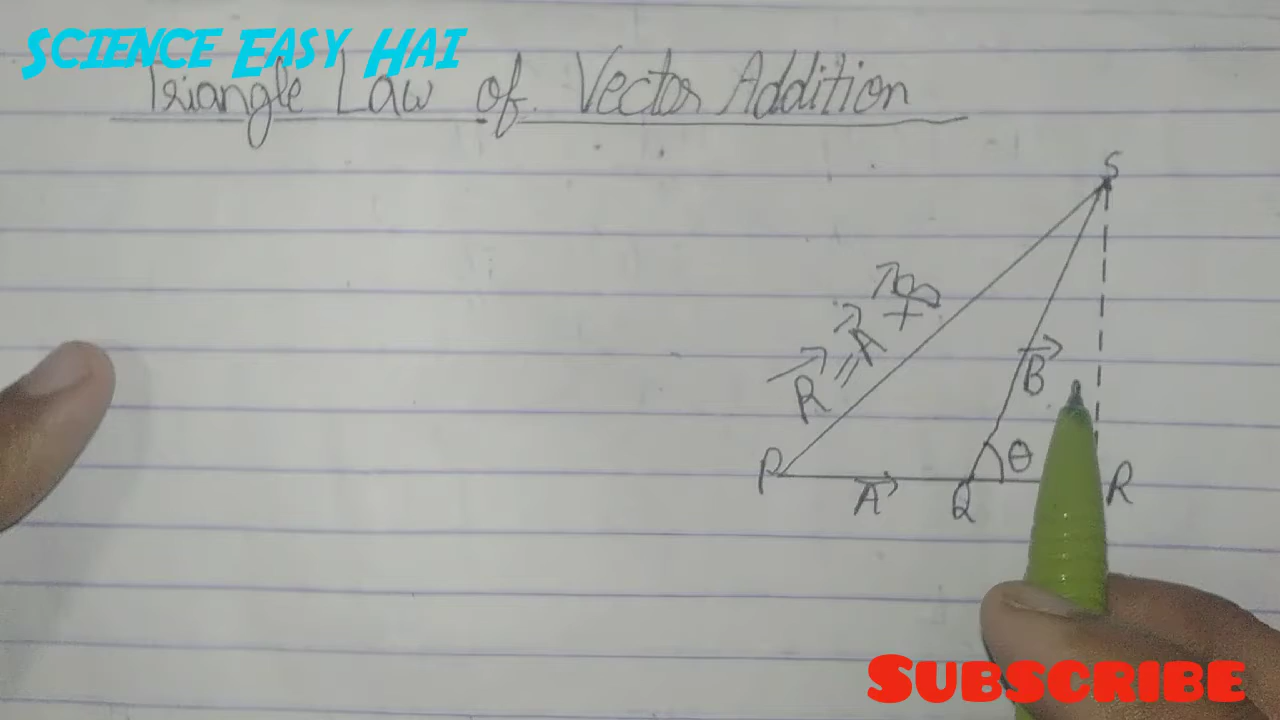 SCIENCE EASY HAI
Triangle Law of Vector Addition
S
R = A + B
B
P
θ
A
Q
R
SUBSCRIBE